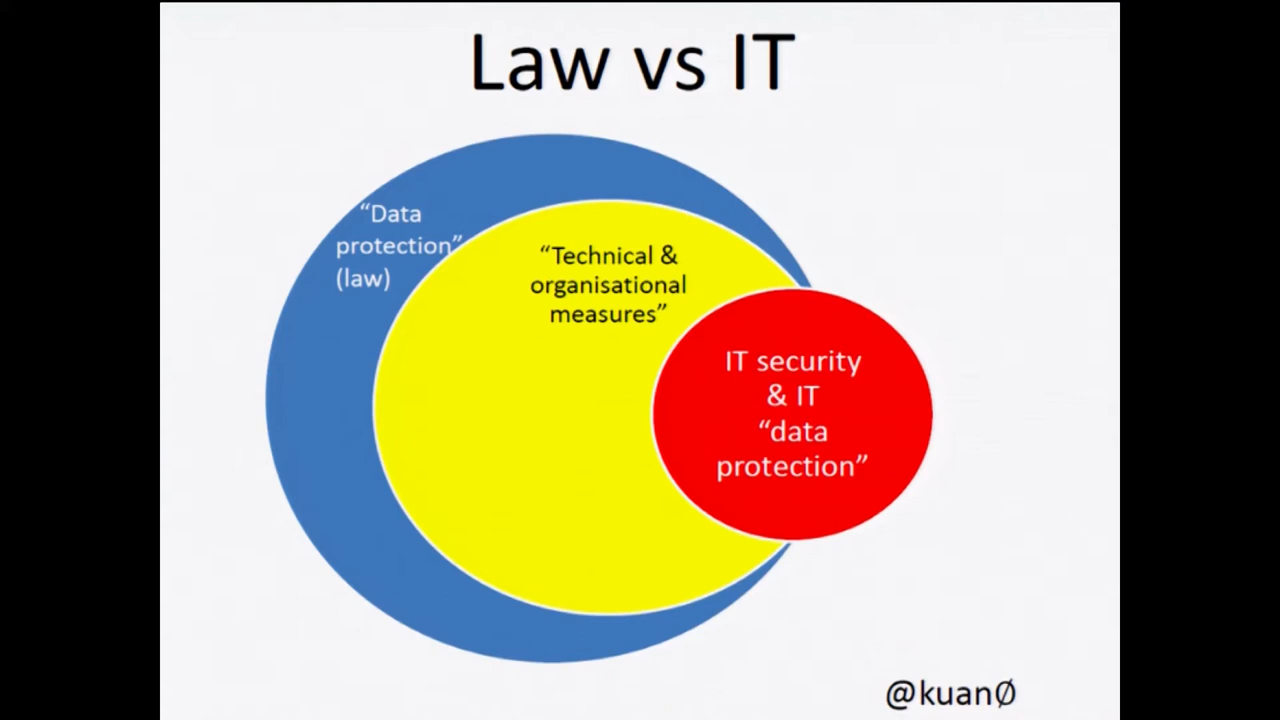 Law vs IT
“Data
protection”
(law)
“Technical &
organisational
measures”
IT security
& IT
“data
protection”
@kuanØ